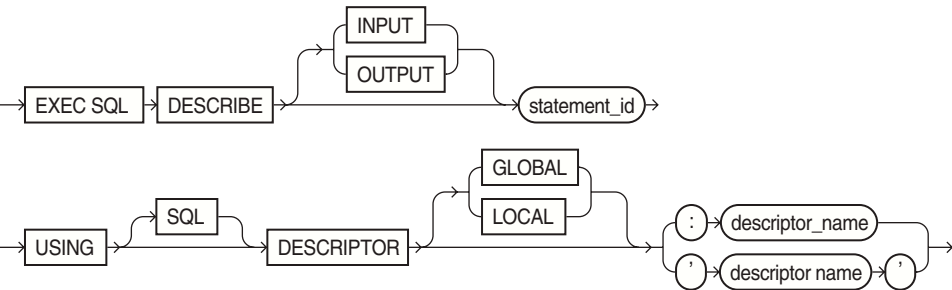 INPUT
OUTPUT
EXEC SQL DESCRIBE statement_id
GLOBAL
SQL LOCAL : descriptor_name
USING DESCRIPTOR ' descriptor name '